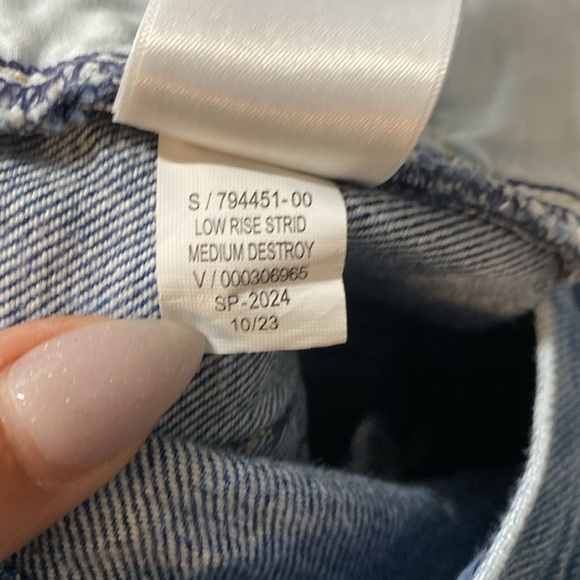 S / 794451-00
LOW RISE STRID
MEDIUM DESTROY
V / 000306965
SP-2024
10/23